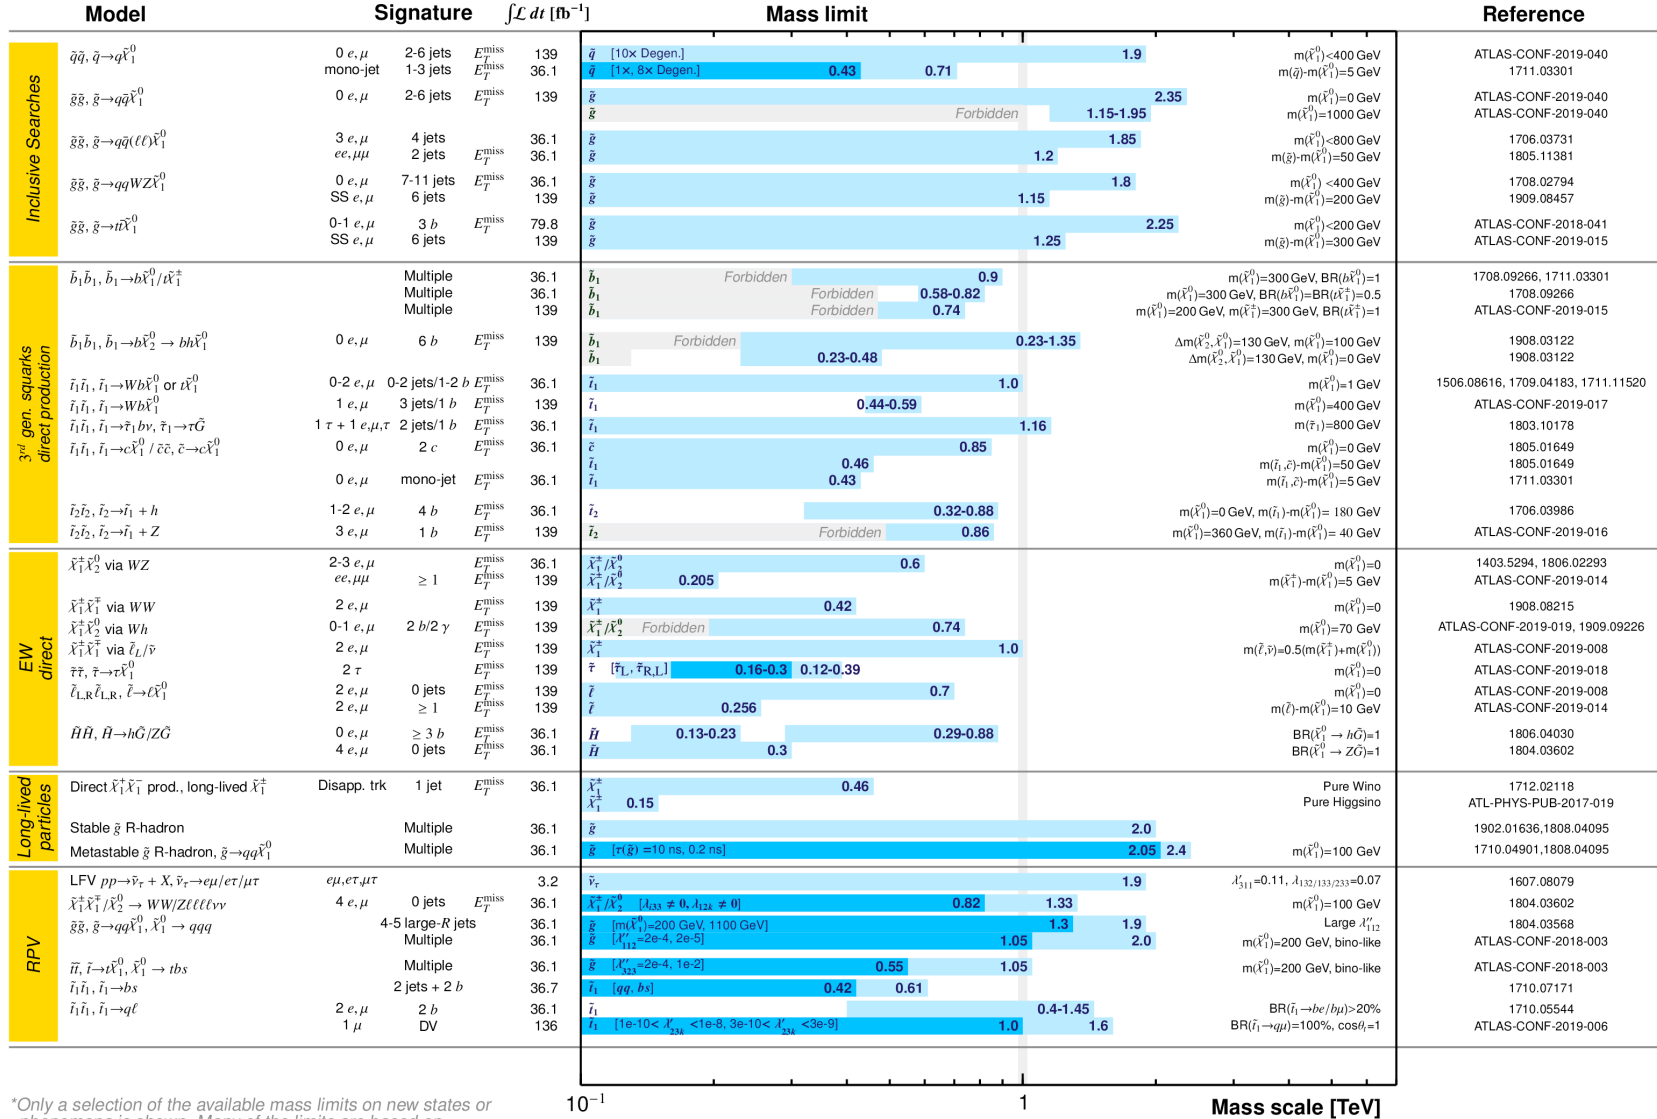 Model Signature ∫ℒ dt [fb⁻¹] Mass limit Reference
Inclusive Searches
q̃q̃, q̃→qχ̃⁰₁ 0 e, μ 2-6 jets E_T^miss 139 q̃ [10× Degen.] 1.9 m(χ̃⁰₁)<400 GeV ATLAS-CONF-2019-040
mono-jet 1-3 jets E_T^miss 36.1 q̃ [1×, 8× Degen.] 0.43 0.71 m(q̃)-m(χ̃⁰₁)=5 GeV 1711.03301
g̃g̃, g̃→qq̄χ̃⁰₁ 0 e, μ 2-6 jets E_T^miss 139 g̃ 2.35 m(χ̃⁰₁)=0 GeV ATLAS-CONF-2019-040
g̃ Forbidden 1.15-1.95 m(χ̃⁰₁)=1000 GeV ATLAS-CONF-2019-040
g̃g̃, g̃→qq̄(ℓℓ)χ̃⁰₁ 3 e, μ 4 jets 36.1 g̃ 1.85 m(χ̃⁰₁)<800 GeV 1706.03731
ee, μμ 2 jets E_T^miss 36.1 g̃ 1.2 m(g̃)-m(χ̃⁰₁)=50 GeV 1805.11381
g̃g̃, g̃→qqWZχ̃⁰₁ 0 e, μ 7-11 jets E_T^miss 36.1 g̃ 1.8 m(χ̃⁰₁) <400 GeV 1708.02794
SS e, μ 6 jets 139 g̃ 1.15 m(g̃)-m(χ̃⁰₁)=200 GeV 1909.08457
g̃g̃, g̃→tt̄χ̃⁰₁ 0-1 e, μ 3 b E_T^miss 79.8 g̃ 2.25 m(χ̃⁰₁)<200 GeV ATLAS-CONF-2018-041
SS e, μ 6 jets 139 g̃ 1.25 m(g̃)-m(χ̃⁰₁)=300 GeV ATLAS-CONF-2019-015
3ʳᵈ gen. squarks
direct production
b̃₁b̃₁, b̃₁→bχ̃⁰₁/tχ̃±₁ Multiple 36.1 b̃₁ Forbidden 0.9 m(χ̃⁰₁)=300 GeV, BR(bχ̃⁰₁)=1 1708.09266, 1711.03301
Multiple 36.1 b̃₁ Forbidden 0.58-0.82 m(χ̃⁰₁)=300 GeV, BR(bχ̃⁰₁)=BR(tχ̃±₁)=0.5 1708.09266
Multiple 139 b̃₁ Forbidden 0.74 m(χ̃⁰₁)=200 GeV, m(χ̃±₁)=300 GeV, BR(tχ̃±₁)=1 ATLAS-CONF-2019-015
b̃₁b̃₁, b̃₁→bχ̃⁰₂ → bhχ̃⁰₁ 0 e, μ 6 b E_T^miss 139 b̃₁ Forbidden 0.23-1.35 Δm(χ̃⁰₂, χ̃⁰₁)=130 GeV, m(χ̃⁰₁)=100 GeV 1908.03122
b̃₁ 0.23-0.48 Δm(χ̃⁰₂, χ̃⁰₁)=130 GeV, m(χ̃⁰₁)=0 GeV 1908.03122
t̃₁t̃₁, t̃₁→Wbχ̃⁰₁ or tχ̃⁰₁ 0-2 e, μ 0-2 jets/1-2 b E_T^miss 36.1 t̃₁ 1.0 m(χ̃⁰₁)=1 GeV 1506.08616, 1709.04183, 1711.11520
t̃₁t̃₁, t̃₁→Wbχ̃⁰₁ 1 e, μ 3 jets/1 b E_T^miss 139 t̃₁ 0.44-0.59 m(χ̃⁰₁)=400 GeV ATLAS-CONF-2019-017
t̃₁t̃₁, t̃₁→τ̃₁bν, τ̃₁→τG̃ 1 τ + 1 e,μ,τ 2 jets/1 b E_T^miss 36.1 t̃₁ 1.16 m(τ̃₁)=800 GeV 1803.10178
t̃₁t̃₁, t̃₁→cχ̃⁰₁ / c̃c̃, c̃→cχ̃⁰₁ 0 e, μ 2 c E_T^miss 36.1 c̃ 0.85 m(χ̃⁰₁)=0 GeV 1805.01649
t̃₁ 0.46 m(t̃₁,c̃)-m(χ̃⁰₁)=50 GeV 1805.01649
0 e, μ mono-jet E_T^miss 36.1 t̃₁ 0.43 m(t̃₁,c̃)-m(χ̃⁰₁)=5 GeV 1711.03301
t̃₂t̃₂, t̃₂→t̃₁ + h 1-2 e, μ 4 b E_T^miss 36.1 t̃₂ 0.32-0.88 m(χ̃⁰₁)=0 GeV, m(t̃₁)-m(χ̃⁰₁)= 180 GeV 1706.03986
t̃₂t̃₂, t̃₂→t̃₁ + Z 3 e, μ 1 b E_T^miss 139 t̃₂ Forbidden 0.86 m(χ̃⁰₁)=360 GeV, m(t̃₁)-m(χ̃⁰₁)= 40 GeV ATLAS-CONF-2019-016
EW
direct
χ̃±₁χ̃⁰₂ via WZ 2-3 e, μ E_T^miss 36.1 χ̃±₁/χ̃⁰₂ 0.6 m(χ̃⁰₁)=0 1403.5294, 1806.02293
ee, μμ ≥ 1 E_T^miss 139 χ̃±₁/χ̃⁰₂ 0.205 m(χ̃±₁)-m(χ̃⁰₁)=5 GeV ATLAS-CONF-2019-014
χ̃±₁χ̃∓₁ via WW 2 e, μ E_T^miss 139 χ̃±₁ 0.42 m(χ̃⁰₁)=0 1908.08215
χ̃±₁χ̃⁰₂ via Wh 0-1 e, μ 2 b/2 γ E_T^miss 139 χ̃±₁/χ̃⁰₂ Forbidden 0.74 m(χ̃⁰₁)=70 GeV ATLAS-CONF-2019-019, 1909.09226
χ̃±₁χ̃∓₁ via ℓ̃_L/ν̃ 2 e, μ E_T^miss 139 χ̃±₁ 1.0 m(ℓ̃,ν̃)=0.5(m(χ̃±₁)+m(χ̃⁰₁)) ATLAS-CONF-2019-008
τ̃τ̃, τ̃→τχ̃⁰₁ 2 τ E_T^miss 139 τ̃ [τ̃_L, τ̃_R,L] 0.16-0.3 0.12-0.39 m(χ̃⁰₁)=0 ATLAS-CONF-2019-018
ℓ̃_L,Rℓ̃_L,R, ℓ̃→ℓχ̃⁰₁ 2 e, μ 0 jets E_T^miss 139 ℓ̃ 0.7 m(χ̃⁰₁)=0 ATLAS-CONF-2019-008
2 e, μ ≥ 1 E_T^miss 139 ℓ̃ 0.256 m(ℓ̃)-m(χ̃⁰₁)=10 GeV ATLAS-CONF-2019-014
H̃H̃, H̃→hG̃/ZG̃ 0 e, μ ≥ 3 b E_T^miss 36.1 H̃ 0.13-0.23 0.29-0.88 BR(χ̃⁰₁ → hG̃)=1 1806.04030
4 e, μ 0 jets E_T^miss 36.1 H̃ 0.3 BR(χ̃⁰₁ → ZG̃)=1 1804.03602
Long-lived
particles
Direct χ̃⁺₁χ̃⁻₁ prod., long-lived χ̃±₁ Disapp. trk 1 jet E_T^miss 36.1 χ̃±₁ 0.46 Pure Wino 1712.02118
χ̃±₁ 0.15 Pure Higgsino ATL-PHYS-PUB-2017-019
Stable g̃ R-hadron Multiple 36.1 g̃ 2.0 1902.01636,1808.04095
Metastable g̃ R-hadron, g̃→qqχ̃⁰₁ Multiple 36.1 g̃ [τ(g̃) =10 ns, 0.2 ns] 2.05 2.4 m(χ̃⁰₁)=100 GeV 1710.04901,1808.04095
RPV
LFV pp→ν̃_τ + X, ν̃_τ→eμ/eτ/μτ eμ,eτ,μτ 3.2 ν̃_τ 1.9 λ′₃₁₁=0.11, λ₁₃₂/₁₃₃/₂₃₃=0.07 1607.08079
χ̃±₁χ̃∓₁/χ̃⁰₂ → WW/Zℓℓℓℓνν 4 e, μ 0 jets E_T^miss 36.1 χ̃±₁/χ̃⁰₂ [λ_i33 ≠ 0, λ_12k ≠ 0] 0.82 1.33 m(χ̃⁰₁)=100 GeV 1804.03602
g̃g̃, g̃→qqχ̃⁰₁, χ̃⁰₁ → qqq 4-5 large-R jets 36.1 g̃ [m(χ̃⁰₁)=200 GeV, 1100 GeV] 1.3 1.9 Large λ″₁₁₂ 1804.03568
Multiple 36.1 g̃ [λ″₁₁₂=2e-4, 2e-5] 1.05 2.0 m(χ̃⁰₁)=200 GeV, bino-like ATLAS-CONF-2018-003
t̃t̃, t̃→tχ̃⁰₁, χ̃⁰₁ → tbs Multiple 36.1 g̃ [λ″₃₂₃=2e-4, 1e-2] 0.55 1.05 m(χ̃⁰₁)=200 GeV, bino-like ATLAS-CONF-2018-003
t̃₁t̃₁, t̃₁→bs 2 jets + 2 b 36.7 t̃₁ [qq, bs] 0.42 0.61 1710.07171
t̃₁t̃₁, t̃₁→qℓ 2 e, μ 2 b 36.1 t̃₁ 0.4-1.45 BR(t̃₁→be/bμ)>20% 1710.05544
1 μ DV 136 t̃₁ [1e-10< λ′₂₃ₖ <1e-8, 3e-10< λ′₂₃ₖ <3e-9] 1.0 1.6 BR(t̃₁→qμ)=100%, cosθₜ=1 ATLAS-CONF-2019-006
10⁻¹ 1 Mass scale [TeV]
*Only a selection of the available mass limits on new states or
phenomena is shown. Many of the limits are based on